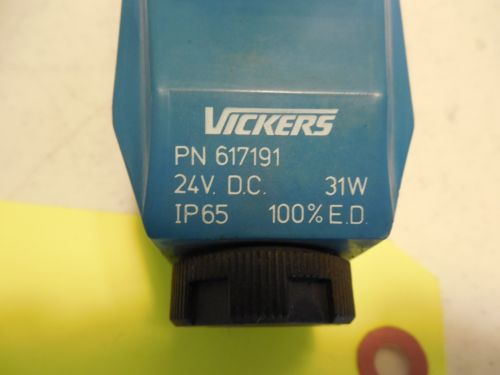 VICKERS
PN 617191
24V. D.C. 31W
IP65 100% E.D.